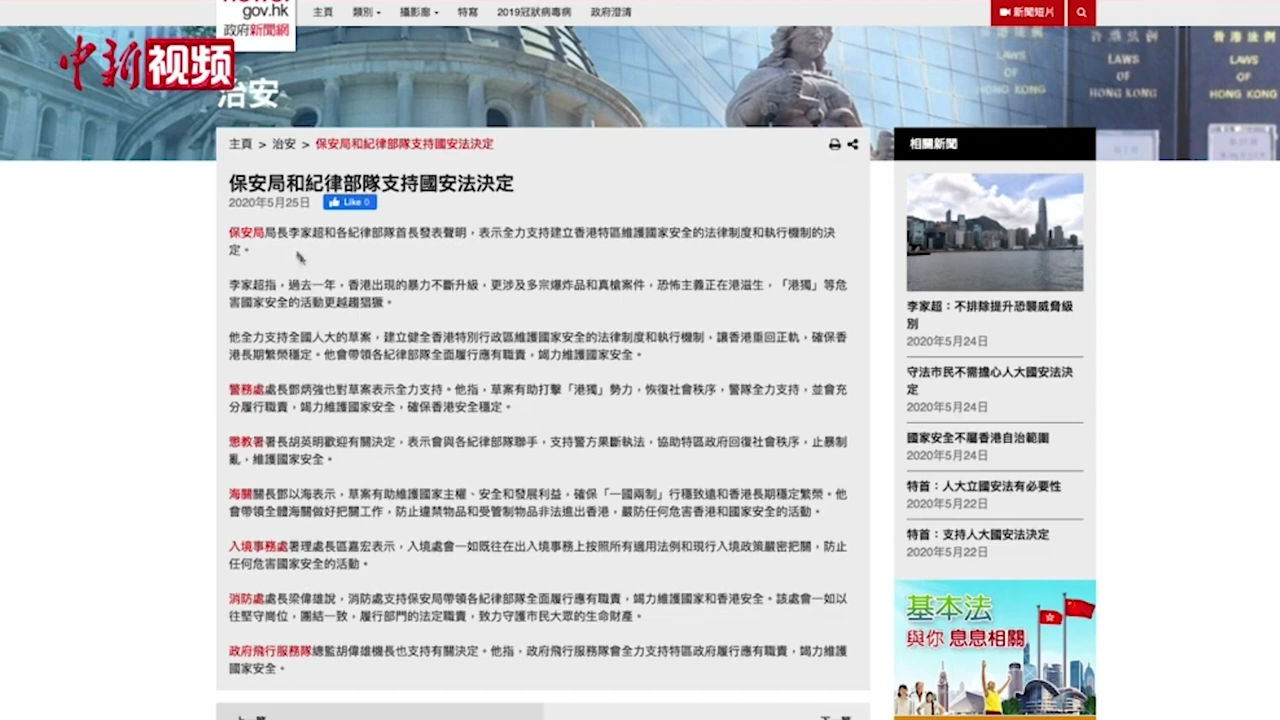 gov.hk
政府新聞網
主頁
類別
攝影廊
特寫
2019冠狀病毒病
政府澄清
新聞短片
中新视频
治安
LAWS
OF
HONG KONG
香港法例
LAWS
OF
HONG KONG
香港法例
LAWS
OF
HONG KONG
主頁 > 治安 > 保安局和紀律部隊支持國安法決定
保安局和紀律部隊支持國安法決定
2020年5月25日
Like 0
保安局局長李家超和各紀律部隊首長發表聲明，表示全力支持建立香港特區維護國家安全的法律制度和執行機制的決
定。
李家超指，過去一年，香港出現的暴力不斷升級，更涉及多宗爆炸品和真槍案件，恐怖主義正在港滋生，「港獨」等危
害國家安全的活動更越趨猖獗。
他全力支持全國人大的草案，建立健全香港特別行政區維護國家安全的法律制度和執行機制，讓香港重回正軌，確保香
港長期繁榮穩定。他會帶領各紀律部隊全面履行應有職責，竭力維護國家安全。
警務處處長鄧炳強也對草案表示全力支持。他指，草案有助打擊「港獨」勢力，恢復社會秩序，警隊全力支持，並會充
分履行職責，竭力維護國家安全，確保香港安全穩定。
懲教署署長胡英明歡迎有關決定，表示會與各紀律部隊聯手，支持警方果斷執法，協助特區政府回復社會秩序，止暴制
亂，維護國家安全。
海關關長鄧以海表示，草案有助維護國家主權、安全和發展利益，確保「一國兩制」行穩致遠和香港長期穩定繁榮。他
會帶領全體海關做好把關工作，防止違禁物品和受管制物品非法進出香港，嚴防任何危害香港和國家安全的活動。
入境事務處署理處長區嘉宏表示，入境處會一如既往在出入境事務上按照所有適用法例和現行入境政策嚴密把關，防止
任何危害國家安全的活動。
消防處處長梁偉雄說，消防處支持保安局帶領各紀律部隊全面履行應有職責，竭力維護國家和香港安全。該處會一如以
往堅守崗位，團結一致，履行部門的法定職責，致力守護市民大眾的生命財產。
政府飛行服務隊總監胡偉雄機長也支持有關決定。他指，政府飛行服務隊會全力支持特區政府履行應有職責，竭力維護
國家安全。
相關新聞
李家超：不排除提升恐襲威脅級
別
2020年5月24日
守法市民不需擔心人大國安法決
定
2020年5月24日
國家安全不屬香港自治範圍
2020年5月24日
特首：人大立國安法有必要性
2020年5月22日
特首：支持人大國安法決定
2020年5月22日
基本法
與你 息息相關